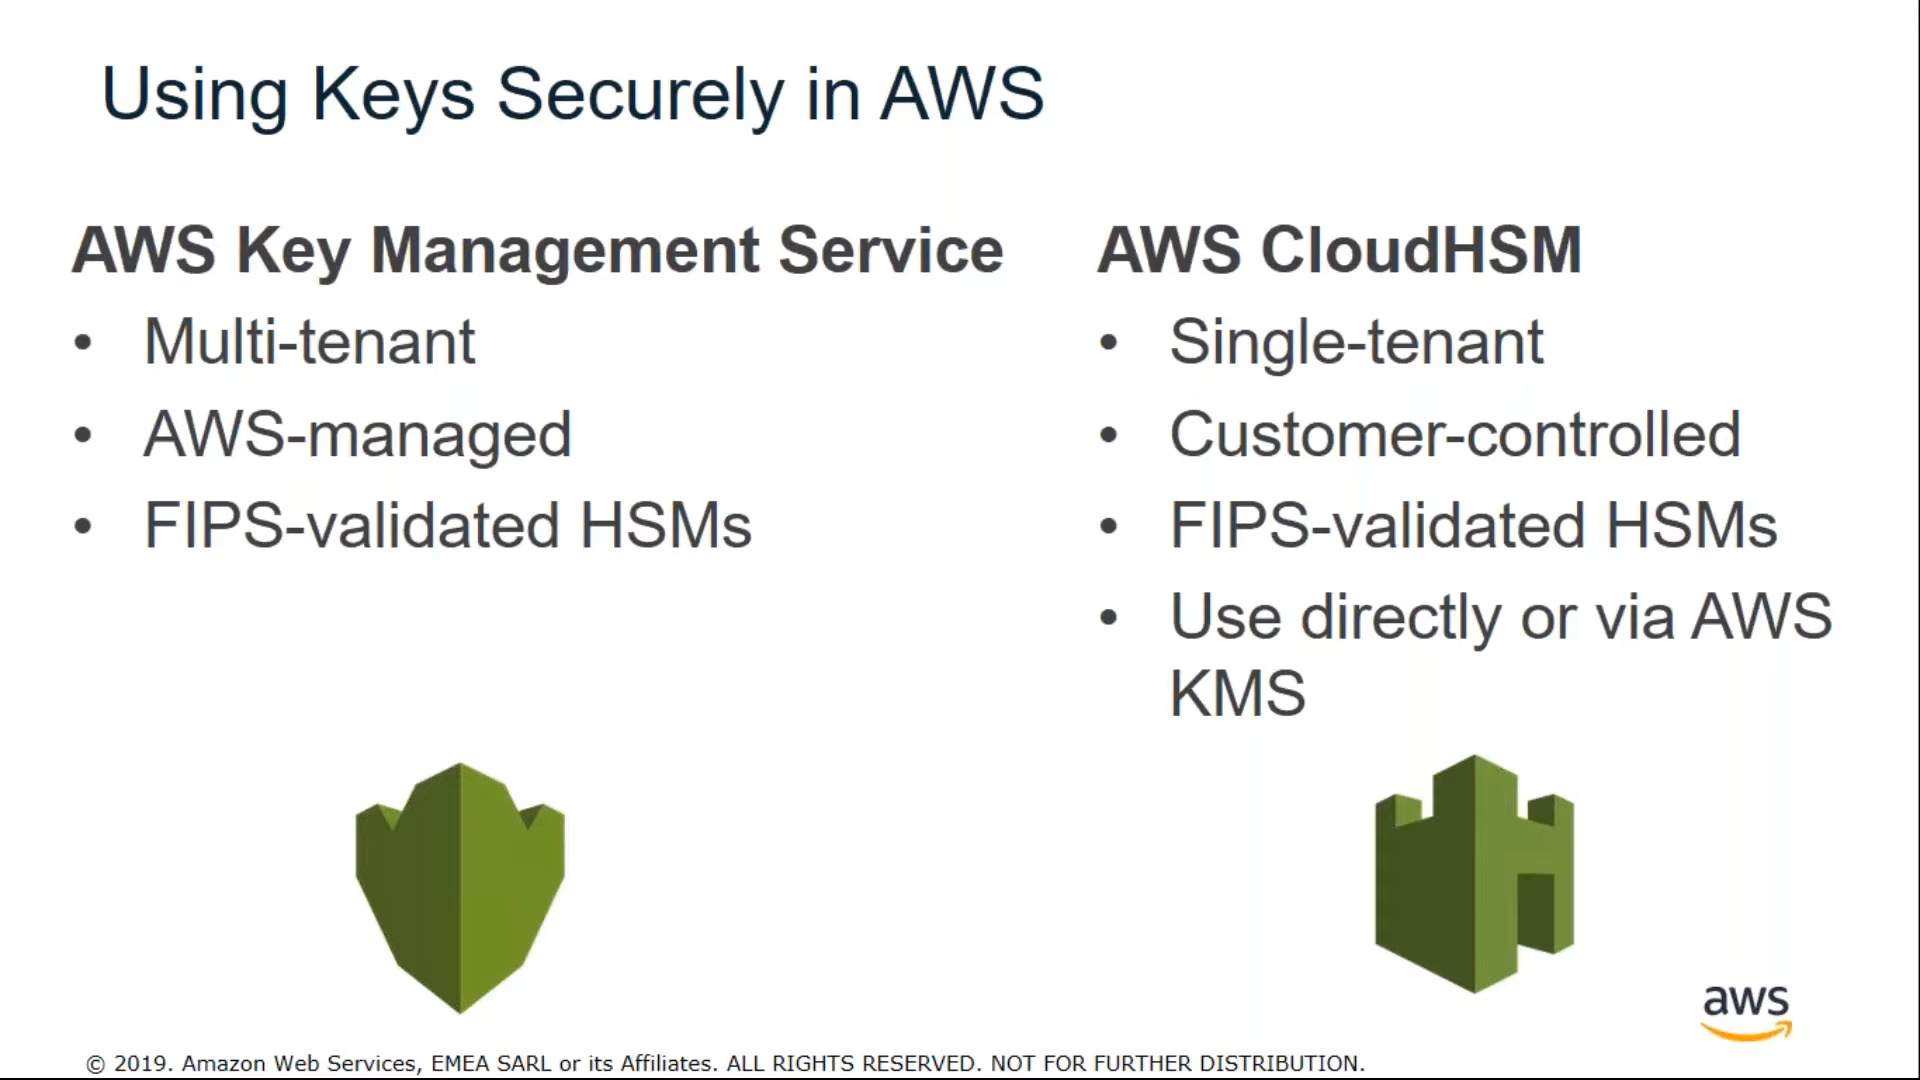 Using Keys Securely in AWS
AWS Key Management Service
• Multi-tenant
• AWS-managed
• FIPS-validated HSMs
AWS CloudHSM
• Single-tenant
• Customer-controlled
• FIPS-validated HSMs
• Use directly or via AWS
KMS
aws
© 2019. Amazon Web Services, EMEA SARL or its Affiliates. ALL RIGHTS RESERVED. NOT FOR FURTHER DISTRIBUTION.